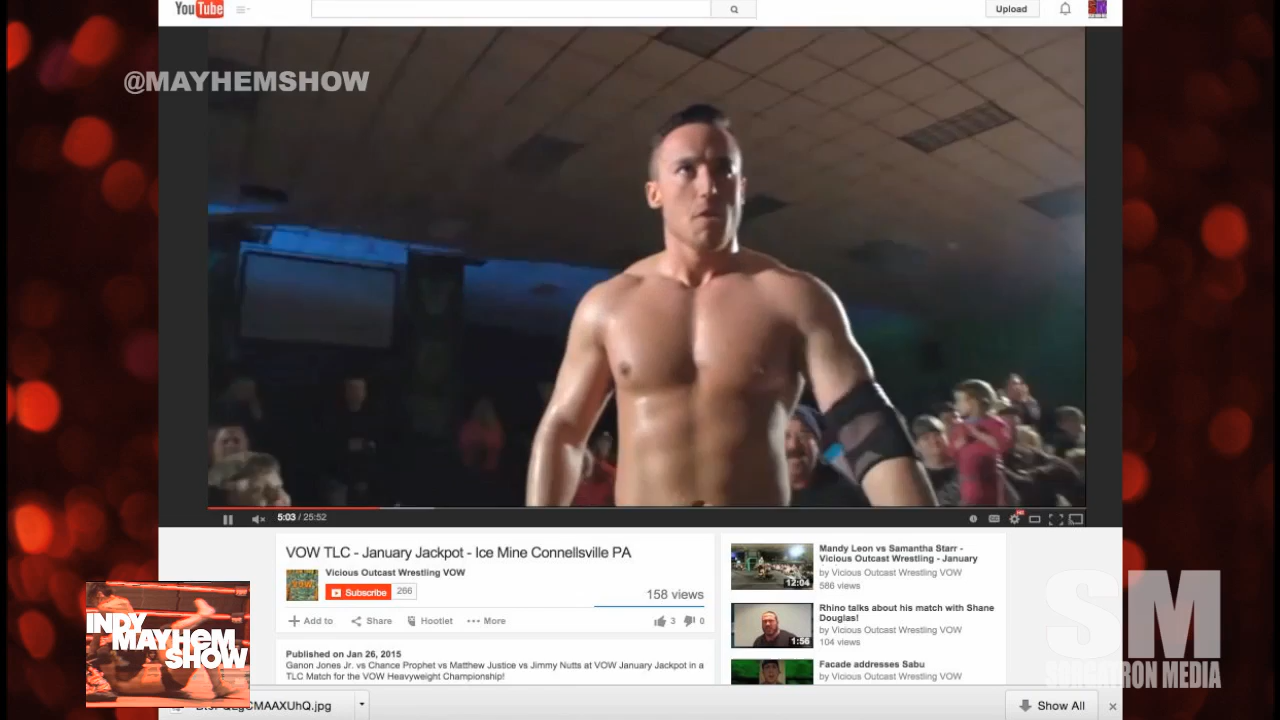 YouTube
Upload
@MAYHEMSHOW
5:03 / 25:52
HD
VOW TLC - January Jackpot - Ice Mine Connellsville PA
Vicious Outcast Wrestling VOW
Subscribe 266
158 views
Add to Share Hootlet More
3 0
Published on Jan 26, 2015
Ganon Jones Jr. vs Chance Prophet vs Matthew Justice vs Jimmy Nutts at VOW January Jackpot in a
TLC Match for the VOW Heavyweight Championship!
12:04
Mandy Leon vs Samantha Starr -
Vicious Outcast Wrestling - January
by Vicious Outcast Wrestling VOW
586 views
1:56
Rhino talks about his match with Shane
Douglas!
by Vicious Outcast Wrestling VOW
104 views
Facade addresses Sabu
by Vicious Outcast Wrestling VOW
INDY
MAYHEM
SHOW
SM
SORGATRON MEDIA
Show All